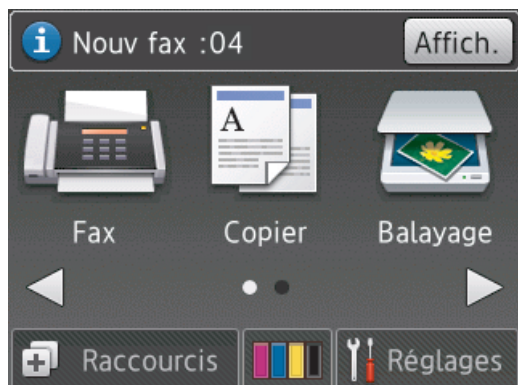 Nouv fax :04
Affich.
A
Fax
Copier
Balayage
Raccourcis
Réglages